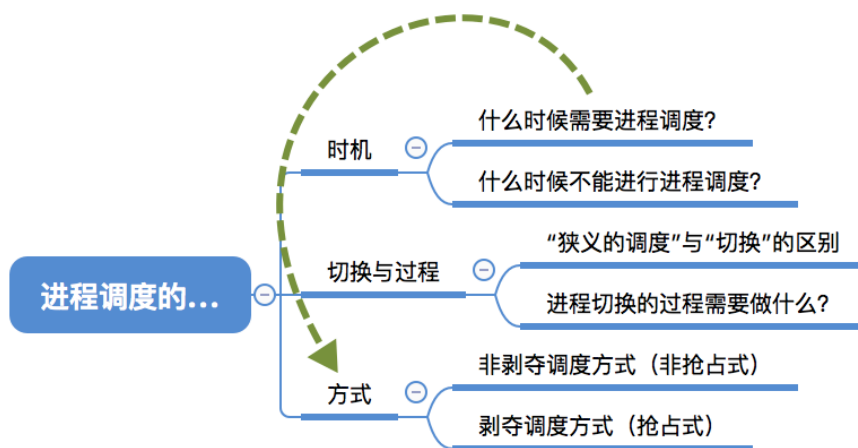 什么时候需要进程调度？
时机
什么时候不能进行进程调度？
“狭义的调度”与“切换”的区别
切换与过程
进程调度的...
进程切换的过程需要做什么？
非剥夺调度方式（非抢占式）
方式
剥夺调度方式（抢占式）